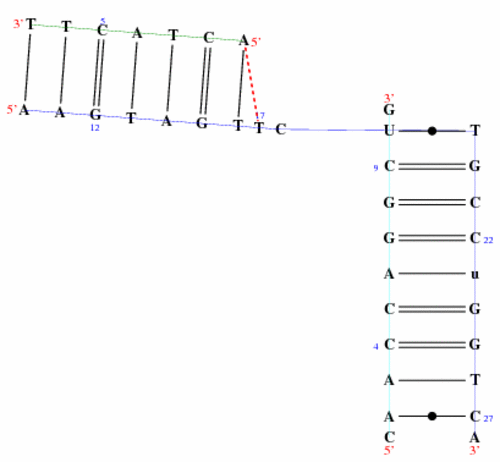 3' T T C A T C A 5'
5
5' A A G T A G T T C
12 17
3'
G
U T
9 C G
G C
G C 22
A u
C G
4 C G
A T
A C 27
C A
5' 3'